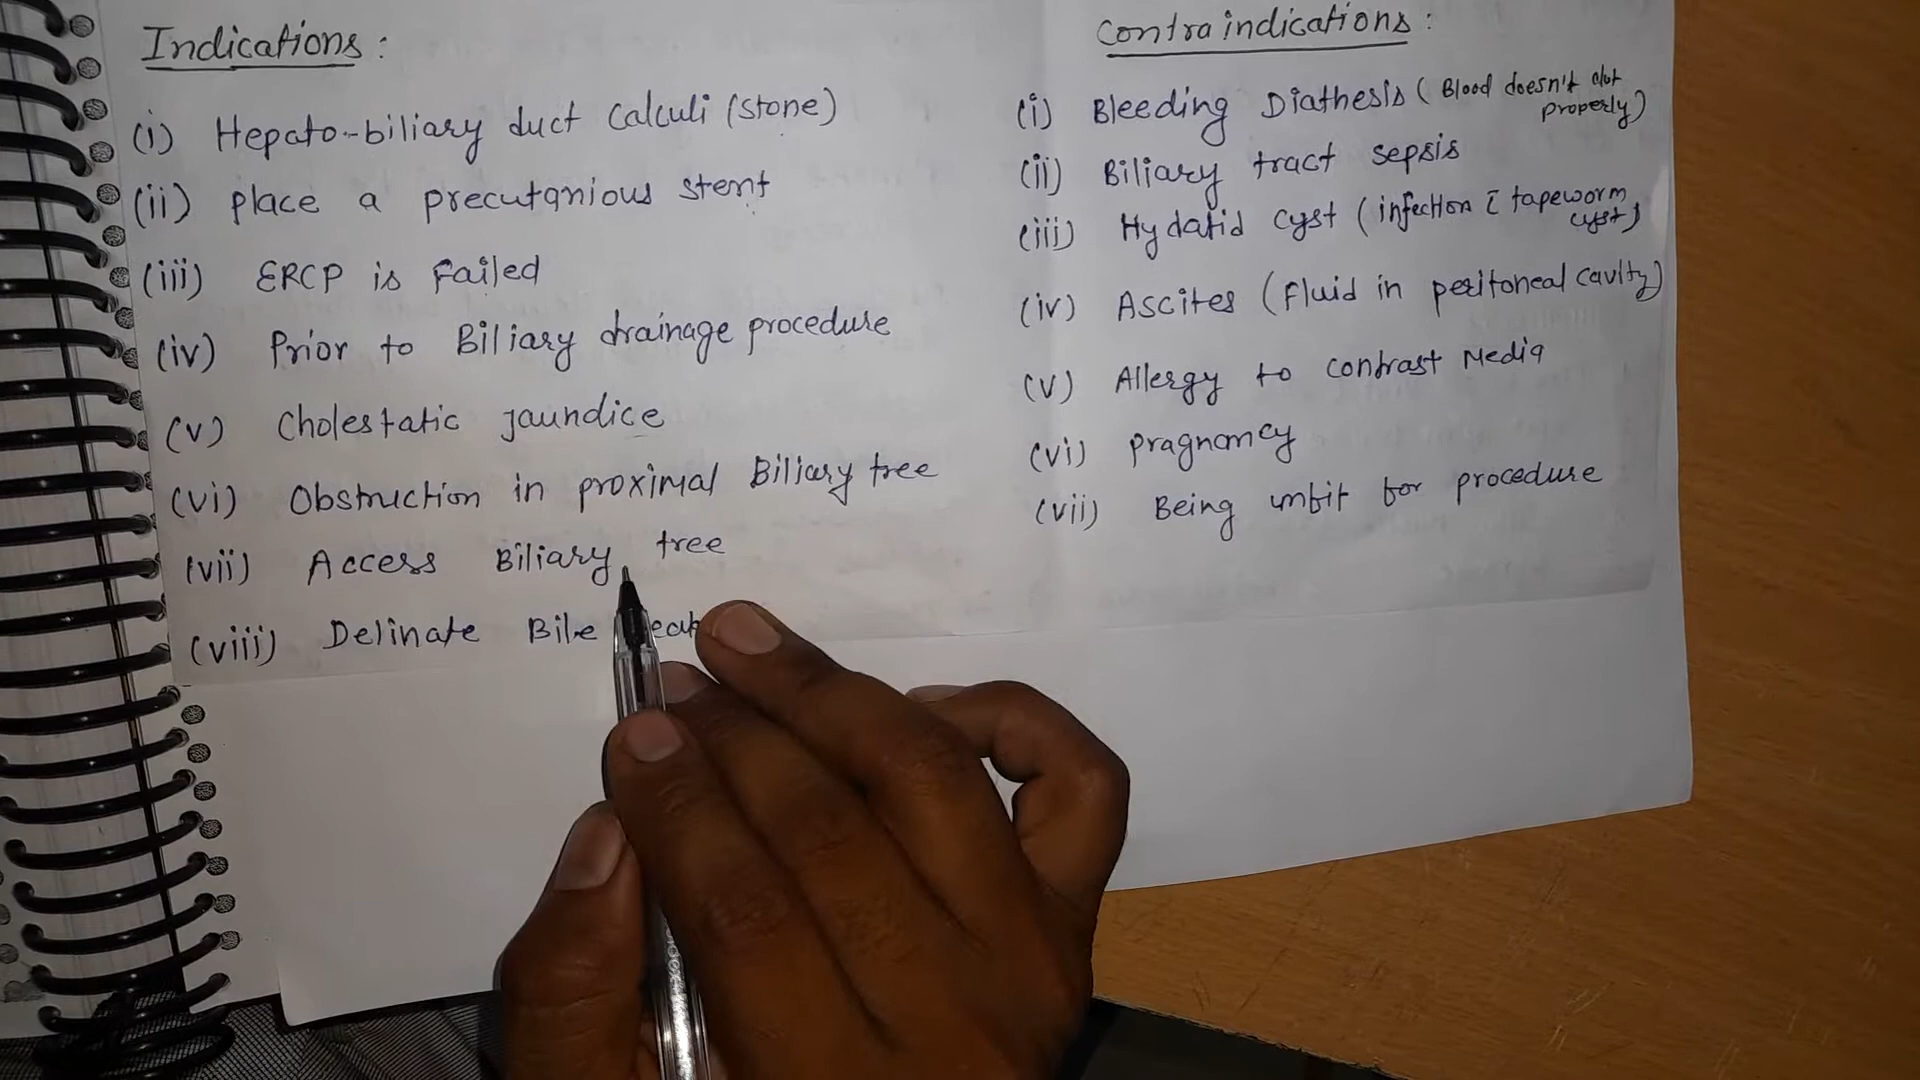 Indications :
(i) Hepato-biliary duct Calculi (stone)
(ii) place a precutanious stent
(iii) ERCP is Failed
(iv) Prior to Biliary drainage procedure
(v) Cholestatic jaundice
(vi) Obstruction in proximal Biliary tree
(vii) Access Biliary tree
(viii) Delinate Bile
Contraindications :
(i) Bleeding Diathesis (Blood doesn't clot
properly)
(ii) Biliary tract sepsis
(iii) Hydatid cyst (infection c tapeworm
cyst)
(iv) Ascites (Fluid in peritoneal cavity)
(v) Allergy to contrast Media
(vi) pragnancy
(vii) Being unfit for procedure